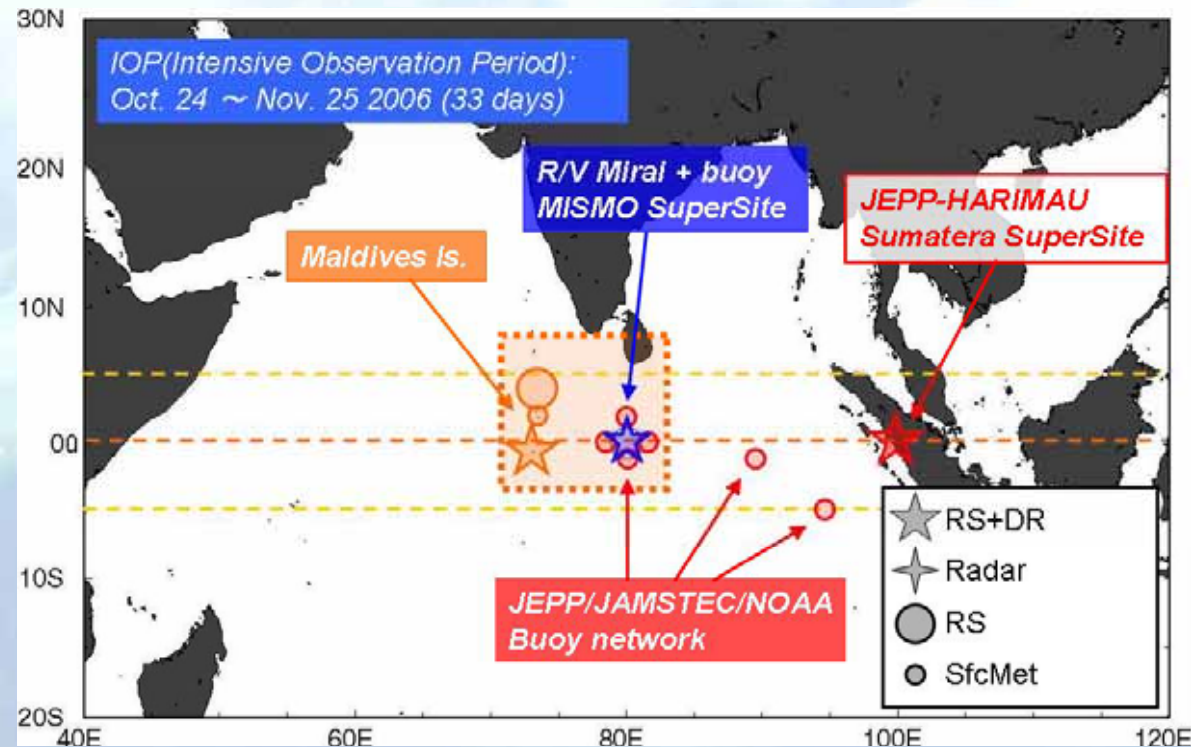 30N
IOP(Intensive Observation Period):
Oct. 24 ～ Nov. 25 2006 (33 days)
20N
R/V Mirai + buoy
MISMO SuperSite
JEPP-HARIMAU
Sumatera SuperSite
Maldives Is.
10N
0
RS+DR
Radar
RS
SfcMet
10S
JEPP/JAMSTEC/NOAA
Buoy network
20S
40E
60E
80E
100E
120E